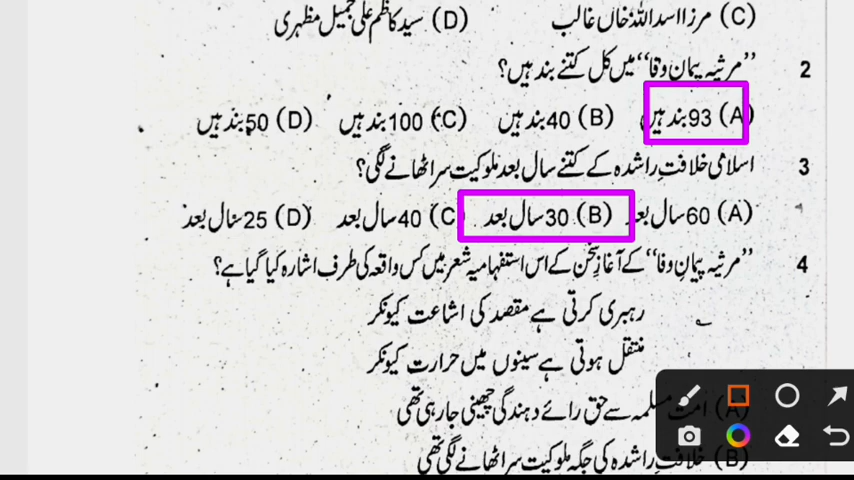 (C) مرزا اسد اللہ خاں غالب (D) سید کاظم علی جمیل مظہری
2 ’’مرثیہ پیمان وفا‘‘ میں کل کتنے بند ہیں؟
(A) 93 بند ہیں (B) 40 بند ہیں (C) 100 بند ہیں (D) 50 بند ہیں
3 اسلامی خلافتِ راشدہ کے کتنے سال بعد ملوکیت سر اٹھانے لگی؟
(A) 60 سال بعد (B) 30 سال بعد (C) 40 سال بعد (D) 25 سال بعد
4 ’’مرثیہ پیمانِ وفا‘‘ کے آغازِ سخن کے اس استفہامیہ شعر میں کس واقعہ کی طرف اشارہ کیا گیا ہے؟
رہبری کرتی ہے مقصد کی اشاعت کیونکر
منتقل ہوتی ہے سینوں میں حرارت کیونکر
(A) امت مسلمہ سے حق رائے دہندگی چھینی جا رہی تھی
(B) خلافتِ راشدہ کی جگہ ملوکیت سر اٹھانے لگی تھی